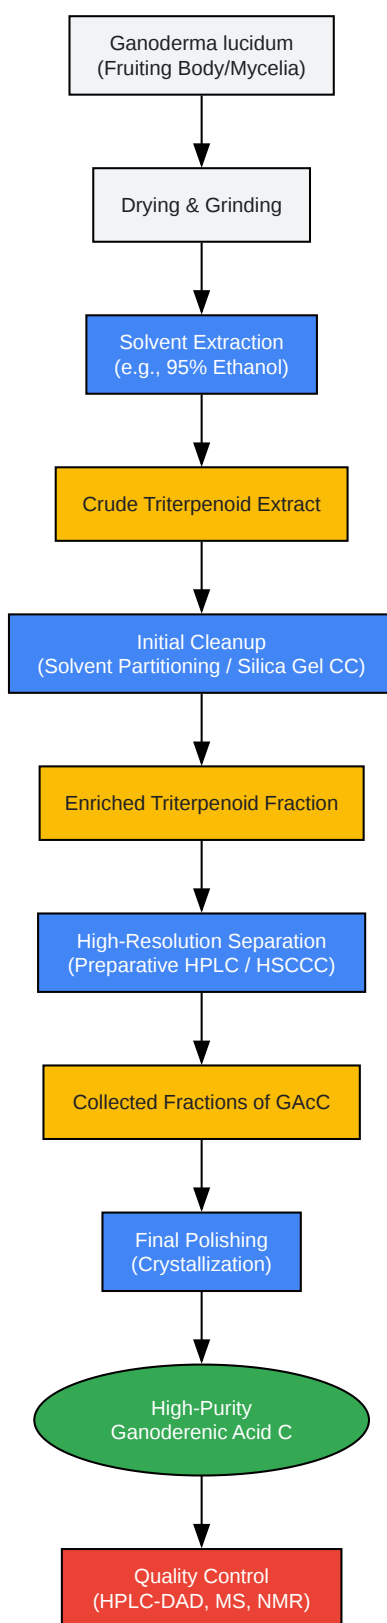 Ganoderma lucidum
(Fruiting Body/Mycelia)
Drying & Grinding
Solvent Extraction
(e.g., 95% Ethanol)
Crude Triterpenoid Extract
Initial Cleanup
(Solvent Partitioning / Silica Gel CC)
Enriched Triterpenoid Fraction
High-Resolution Separation
(Preparative HPLC / HSCCC)
Collected Fractions of GAcC
Final Polishing
(Crystallization)
High-Purity
Ganoderenic Acid C
Quality Control
(HPLC-DAD, MS, NMR)